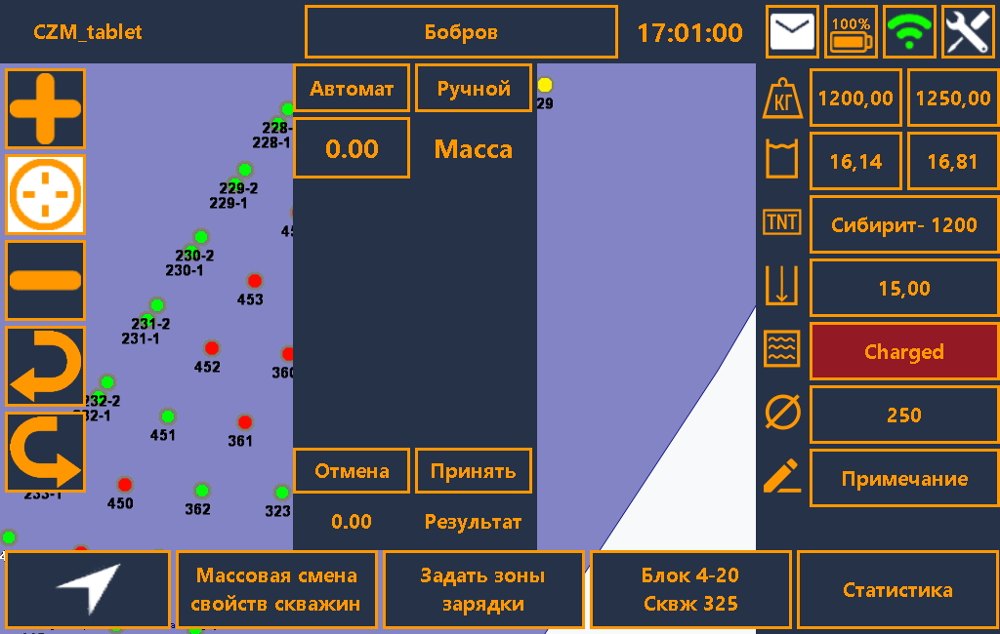 CZM_tablet
Бобров
17:01:00
100%
Автомат
Ручной
0.00
Масса
29
228-
228-1
229-2
229-1
45
230-2
230-1
453
231-2
231-1
452
360
232-2
32-1
451
361
233-1
450
362
323
Отмена
Принять
0.00
Результат
КГ
1200,00
1250,00
16,14
16,81
TNT
Сибирит- 1200
15,00
Charged
250
Примечание
Массовая смена
свойств скважин
Задать зоны
зарядки
Блок 4-20
Сквж 325
Статистика